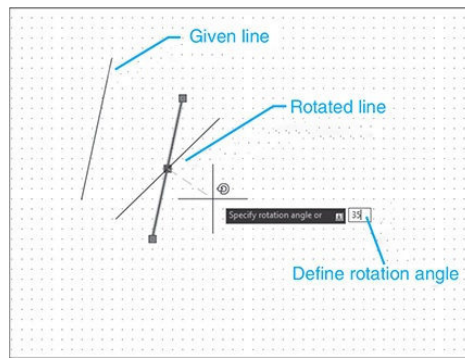 Given line
Rotated line
Specify rotation angle or
35
Define rotation angle